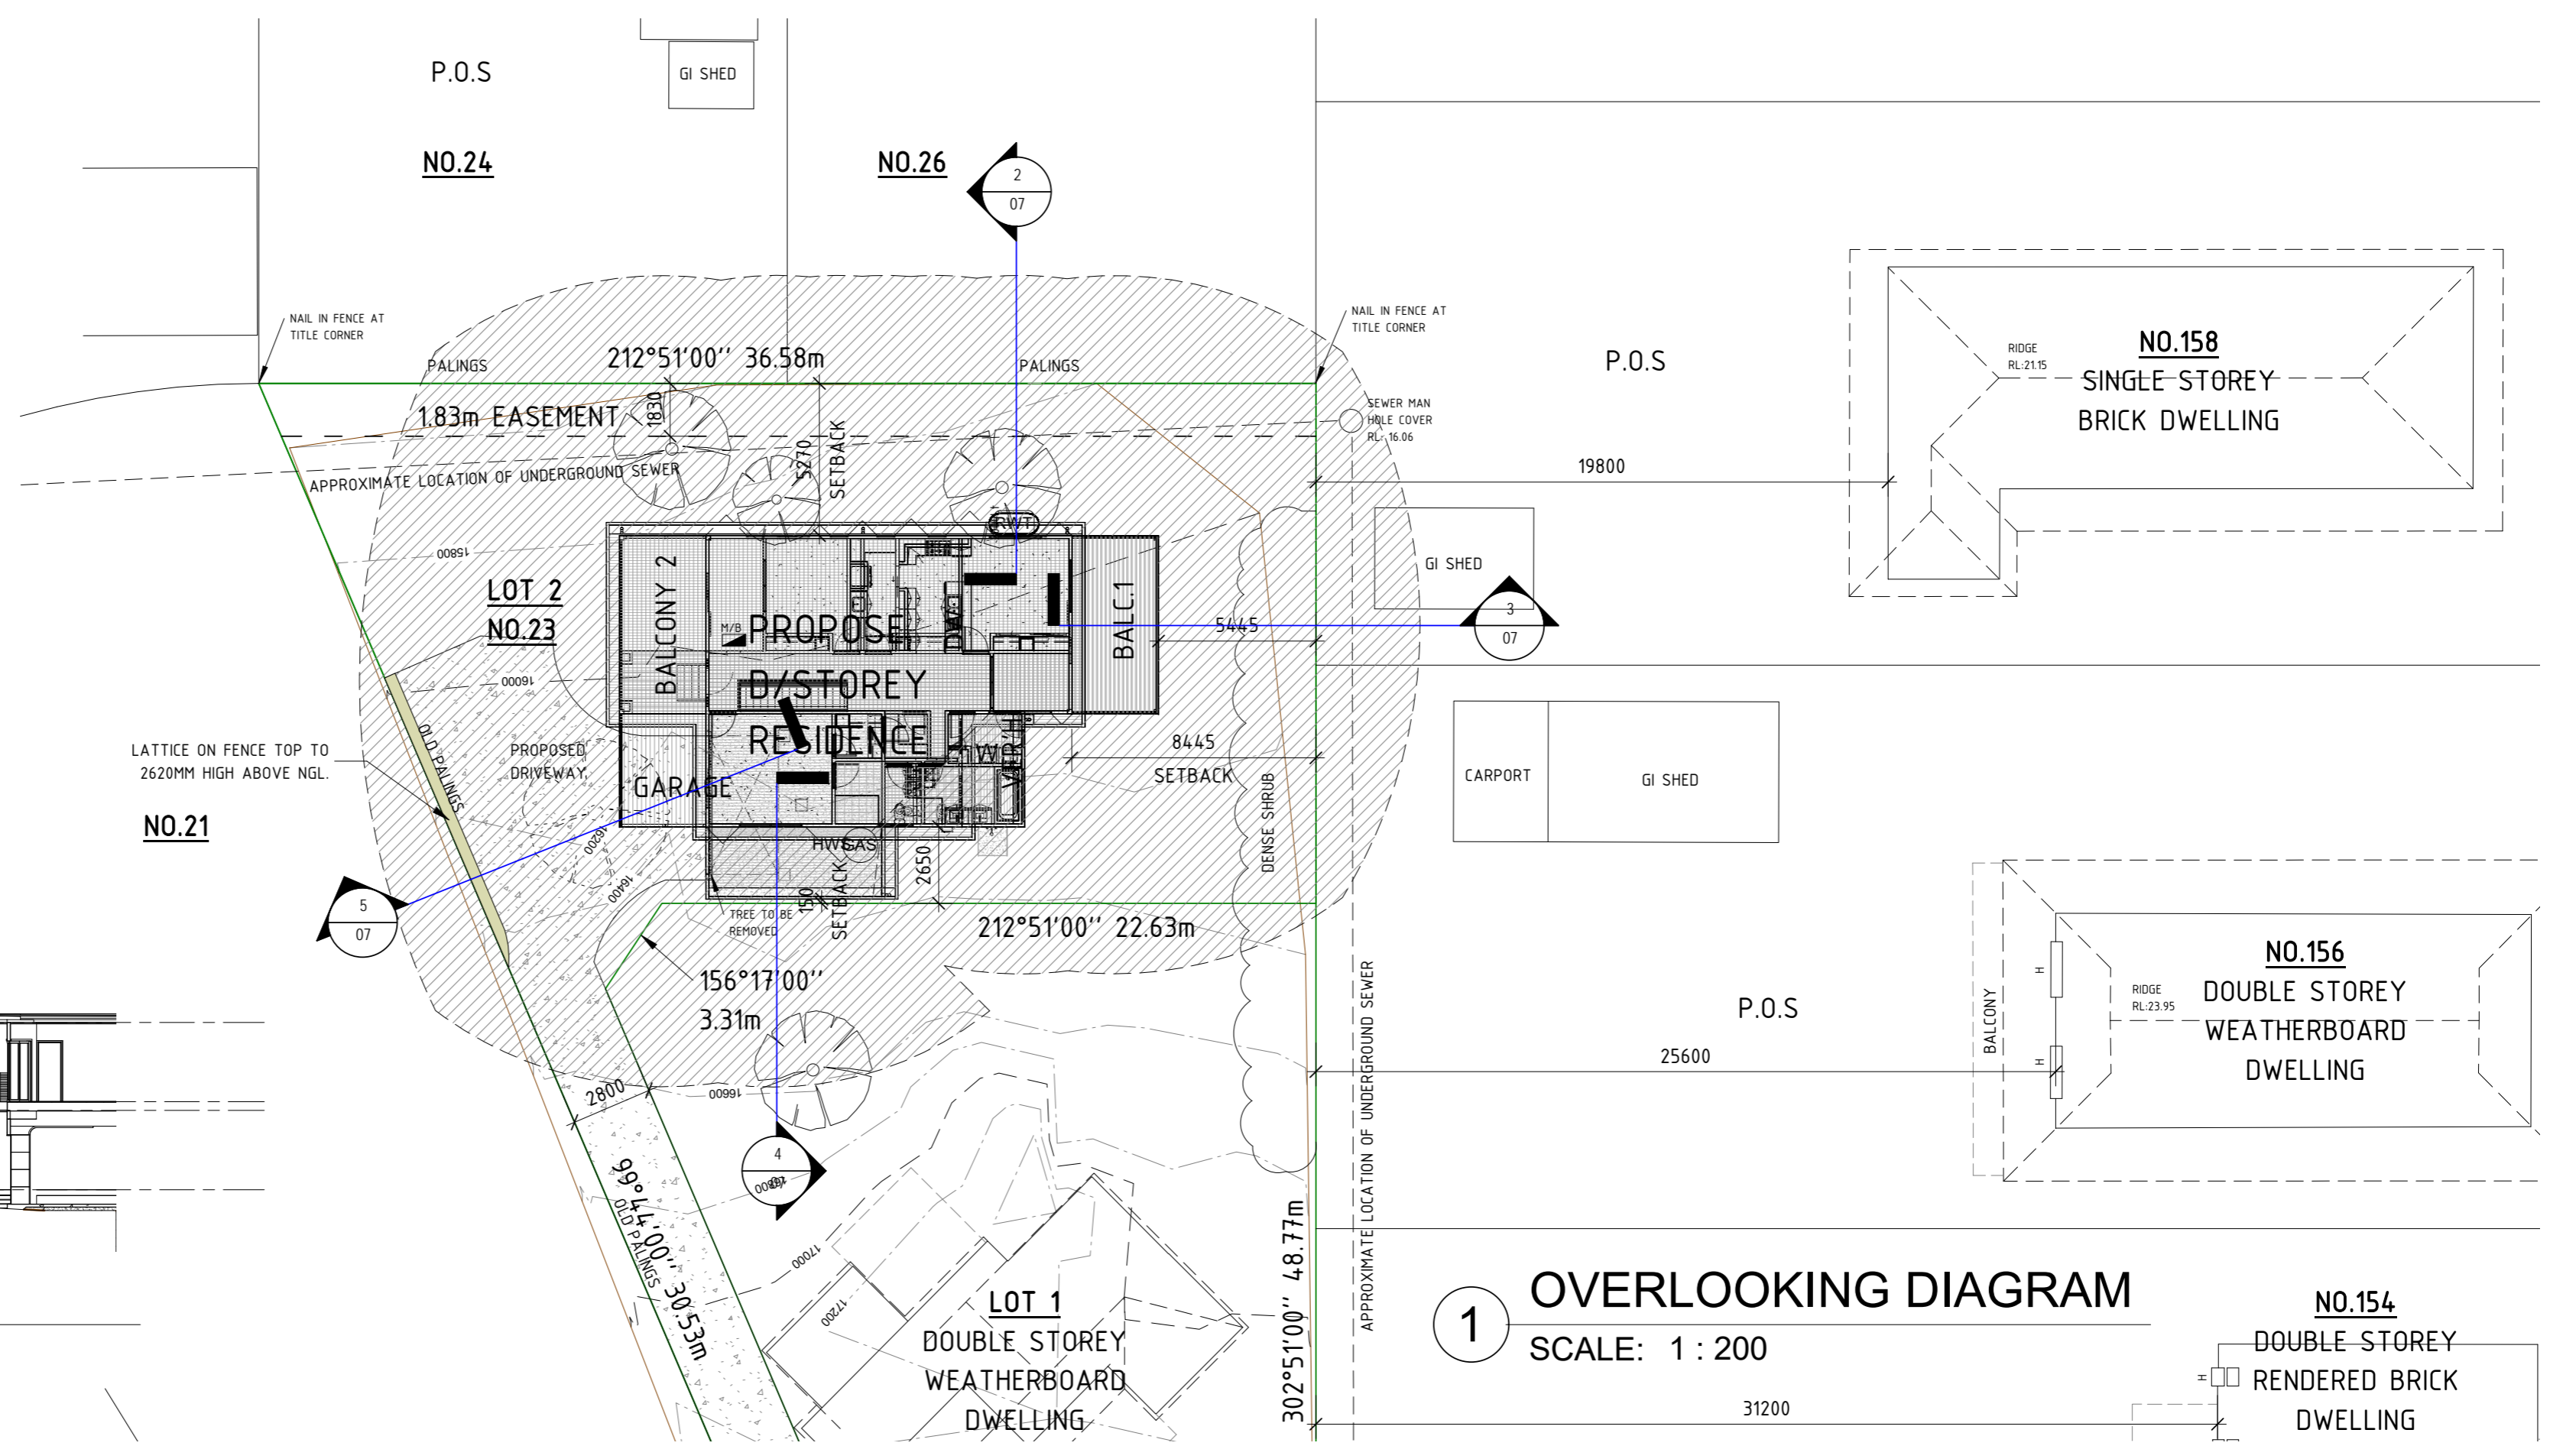 P.O.S
GI SHED
NO.24
NO.26
2
07
NAIL IN FENCE AT
TITLE CORNER
NAIL IN FENCE AT
TITLE CORNER
PALINGS
212°51'00'' 36.58m
PALINGS
P.O.S
RIDGE
RL:21.15
NO.158
SINGLE STOREY
BRICK DWELLING
1.83m EASEMENT
1830
5270
SETBACK
SEWER MAN
HOLE COVER
RL: 16.06
19800
APPROXIMATE LOCATION OF UNDERGROUND SEWER
RWT
15800
LOT 2
NO.23
BALCONY 2
M/B
PROPOSE
D/STOREY
RESIDENCE
BALC.1
5445
GI SHED
3
07
16000
OLD PALINGS
LATTICE ON FENCE TOP TO
2620MM HIGH ABOVE NGL.
PROPOSED
DRIVEWAY
GARAGE
8445
SETBACK
DENSE SHRUB
CARPORT
GI SHED
NO.21
16200
16400
HWS
GAS
2650
150
SETBACK
5
07
TREE TO BE
REMOVED
212°51'00'' 22.63m
156°17'00''
3.31m
P.O.S
BALCONY
H
H
RIDGE
RL:23.95
NO.156
DOUBLE STOREY
WEATHERBOARD
DWELLING
25600
2800
16600
4
16800
99°44'00'' 30.53m
OLD PALINGS
17000
17200
LOT 1
DOUBLE STOREY
WEATHERBOARD
DWELLING
302°51'00'' 48.77m
APPROXIMATE LOCATION OF UNDERGROUND SEWER
1
OVERLOOKING DIAGRAM
SCALE: 1 : 200
NO.154
DOUBLE STOREY
RENDERED BRICK
DWELLING
H
31200